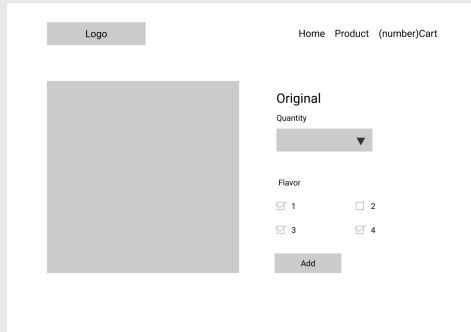 Logo
Home Product (number)Cart
Original
Quantity
Flavor
1 2
3 4
Add